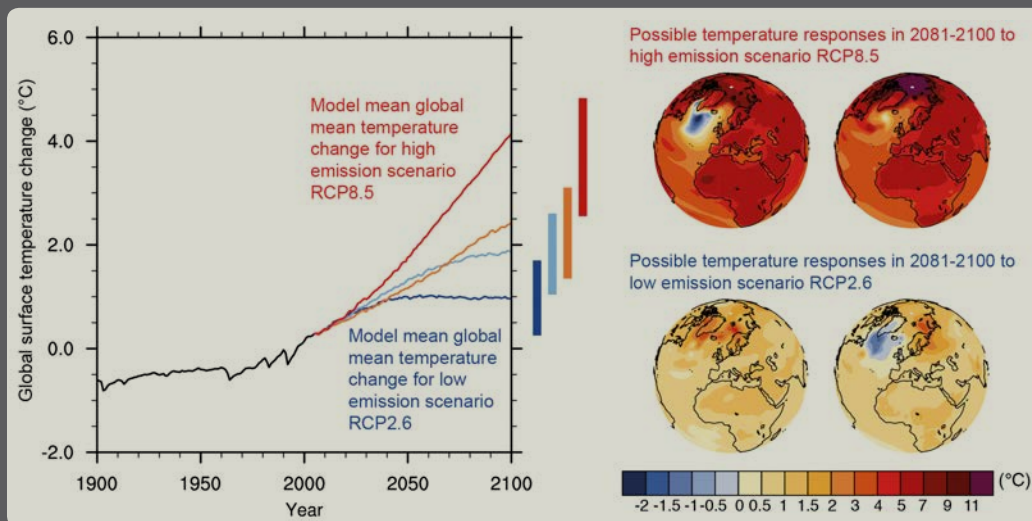 6.0
4.0
2.0
0.0
-2.0
Global surface temperature change (°C)
1900
1950
2000
2050
2100
Year
Model mean global
mean temperature
change for high
emission scenario
RCP8.5
Model mean global
mean temperature
change for low
emission scenario
RCP2.6
Possible temperature responses in 2081-2100 to
high emission scenario RCP8.5
Possible temperature responses in 2081-2100 to
low emission scenario RCP2.6
(°C)
-2 -1.5 -1 -0.5 0 0.5 1 1.5 2 3 4 5 7 9 11